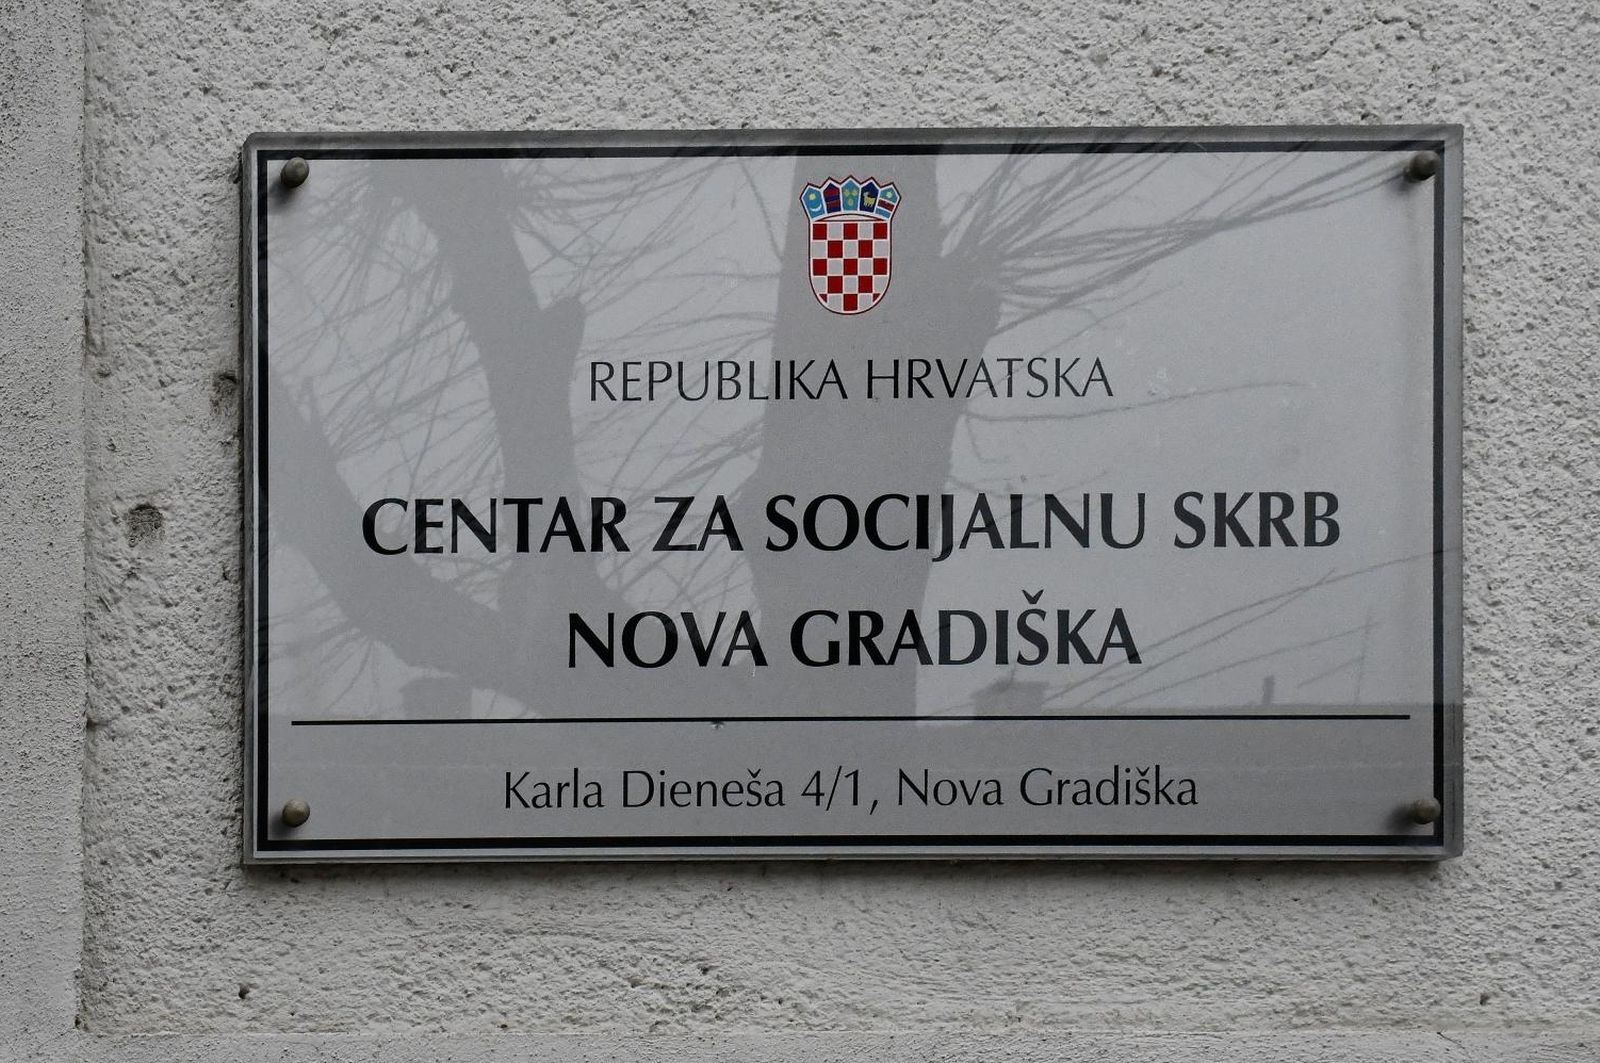 REPUBLIKA HRVATSKA
CENTAR ZA SOCIJALNU SKRB
NOVA GRADIŠKA
Karla Dieneša 4/1, Nova Gradiška